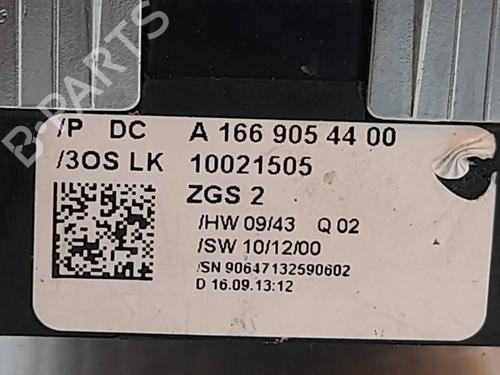 B-PARTS
/P DC A 166 905 44 00
/3OS LK 10021505
ZGS 2
/HW 09/43 Q 02
/SW 10/12/00
/SN 90647132590602
D 16.09.13:12